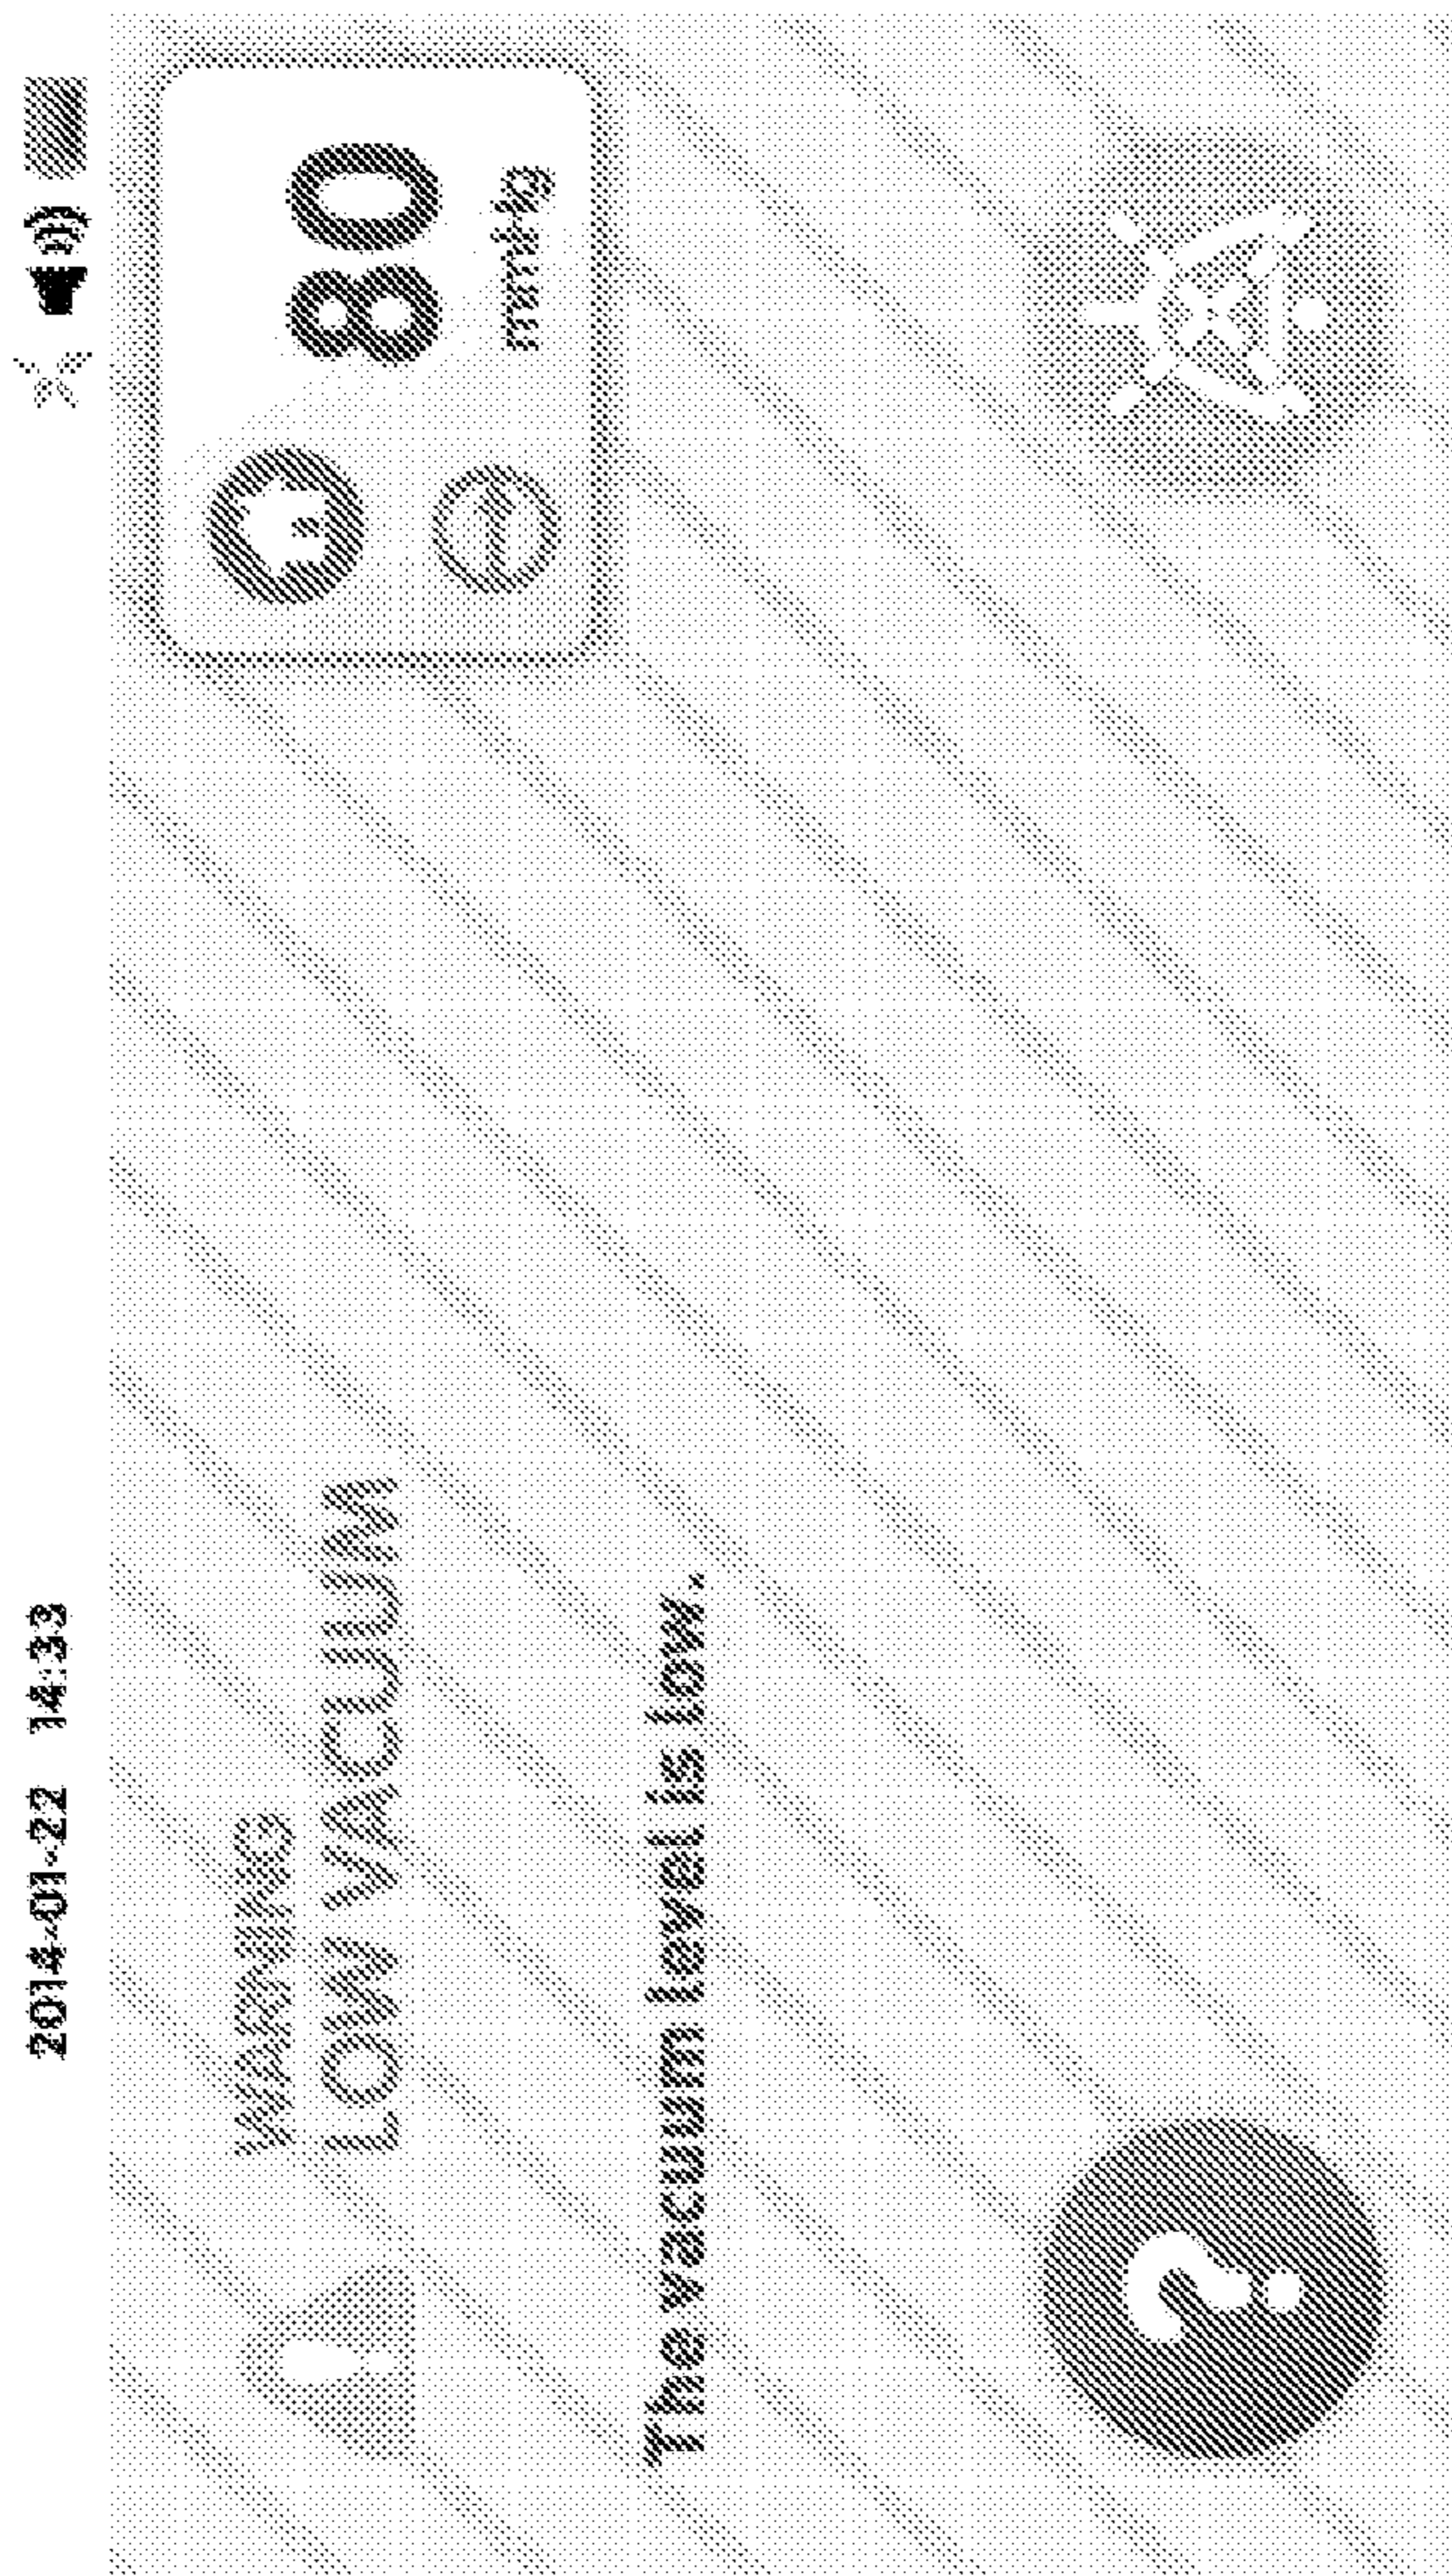 2014-01-22 14:33
WARNING
LOW VACUUM
80
mmHg
The vacuum level is low.
?